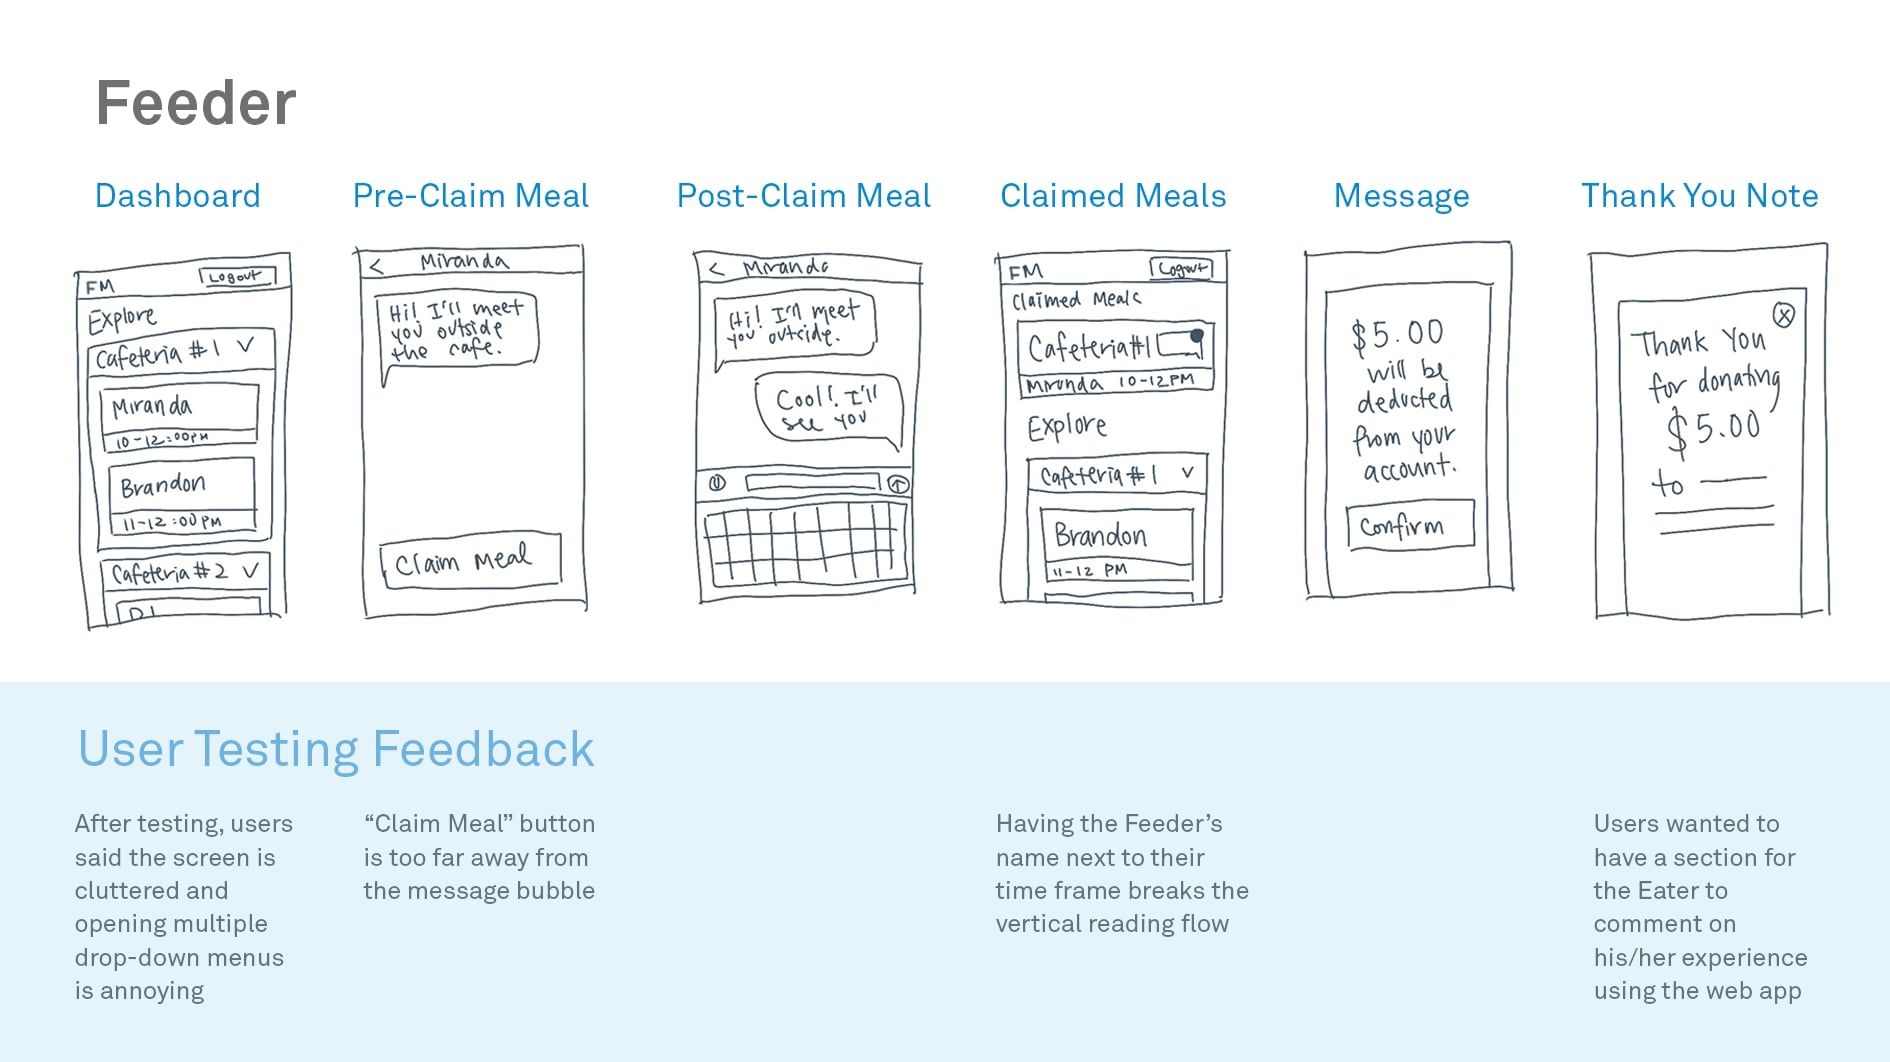 Feeder
Dashboard
Pre-Claim Meal
Post-Claim Meal
Claimed Meals
Message
Thank You Note
FM
Logout
Explore
Cafeteria #1
Miranda
10-12:00PM
Brandon
11-12:00PM
Cafeteria #2
<
Miranda
Hi! I'll meet
you outside
the cafe.
Claim Meal
<
Miranda
Hi! I'll meet
you outside.
Cool! I'll
see you
FM
Logout
Claimed Meals
Cafeteria #1
Miranda 10-12PM
Explore
Cafeteria #1
Brandon
11-12 PM
$5.00
will be
deducted
from your
account.
Confirm
Thank You
for donating
$5.00
to
User Testing Feedback
After testing, users
said the screen is
cluttered and
opening multiple
drop-down menus
is annoying
“Claim Meal” button
is too far away from
the message bubble
Having the Feeder’s
name next to their
time frame breaks the
vertical reading flow
Users wanted to
have a section for
the Eater to
comment on
his/her experience
using the web app